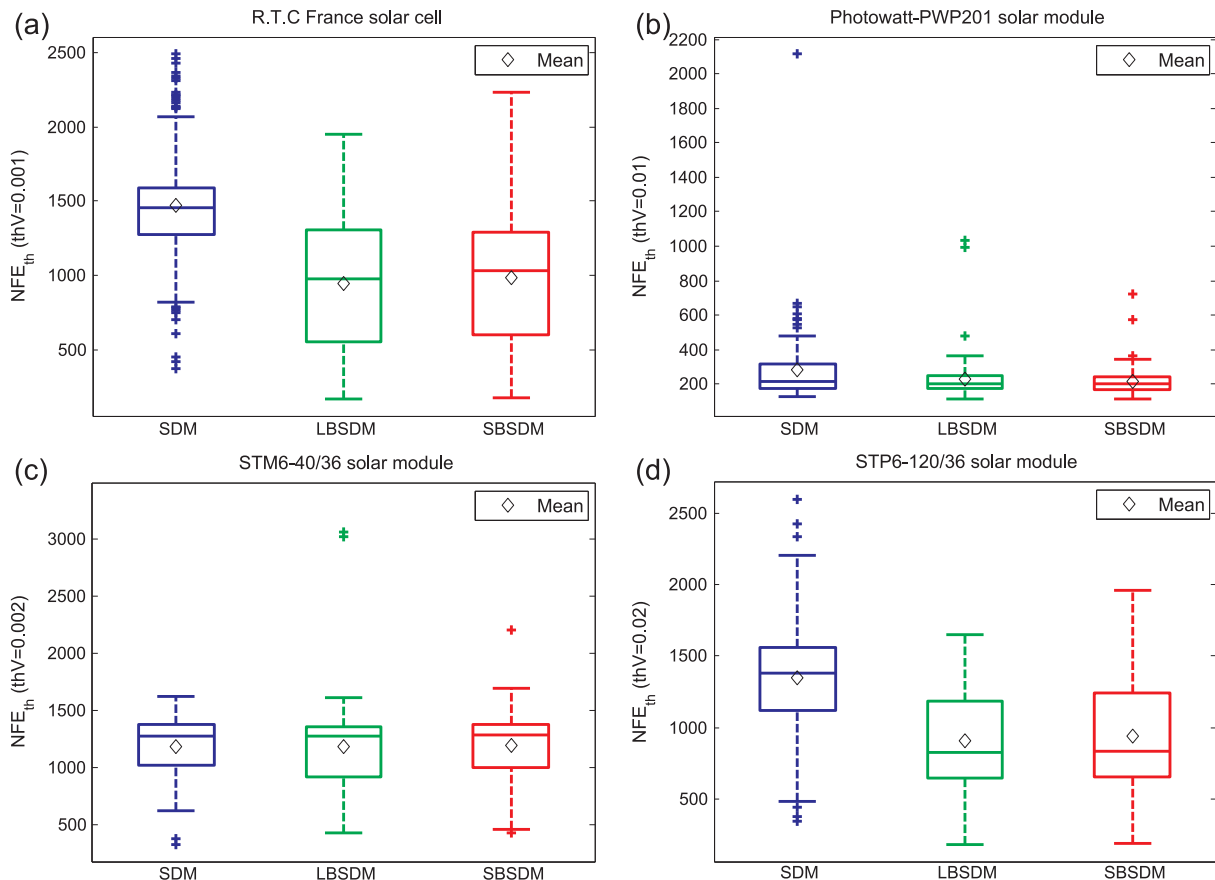 (a)
R.T.C France solar cell
Mean
2500
2000
1500
1000
500
NFEth (thV=0.001)
SDM
LBSDM
SBSDM
(b)
Photowatt-PWP201 solar module
Mean
2200
2000
1800
1600
1400
1200
1000
800
600
400
200
NFEth (thV=0.01)
SDM
LBSDM
SBSDM
(c)
STM6-40/36 solar module
Mean
3000
2500
2000
1500
1000
500
NFEth (thV=0.002)
SDM
LBSDM
SBSDM
(d)
STP6-120/36 solar module
Mean
2500
2000
1500
1000
500
NFEth (thV=0.02)
SDM
LBSDM
SBSDM